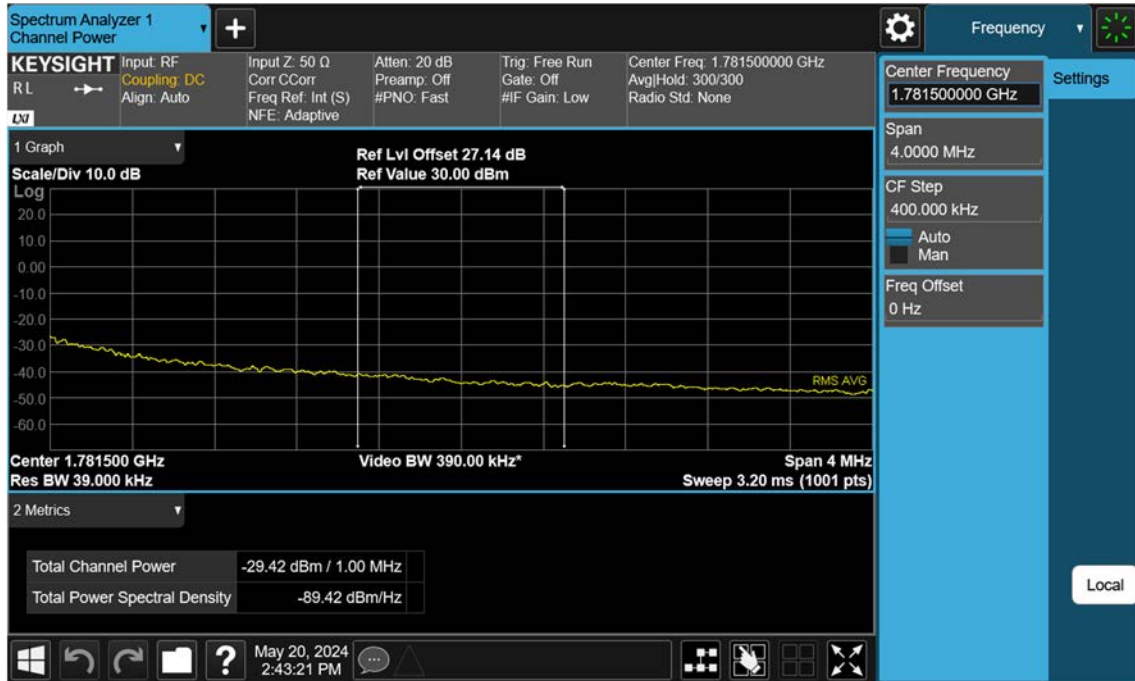 Spectrum Analyzer 1
Channel Power
▼
+
Frequency
▼
KEYSIGHT
R L
LXI
Input: RF
Coupling: DC
Align: Auto
Input Z: 50 Ω
Corr CCorr
Freq Ref: Int (S)
NFE: Adaptive
Atten: 20 dB
Preamp: Off
#PNO: Fast
Trig: Free Run
Gate: Off
#IF Gain: Low
Center Freq: 1.781500000 GHz
Avg|Hold: 300/300
Radio Std: None
Center Frequency
1.781500000 GHz
Settings
Span
4.0000 MHz
CF Step
400.000 kHz
Auto
Man
Freq Offset
0 Hz
1 Graph
▼
Scale/Div 10.0 dB
Ref Lvl Offset 27.14 dB
Ref Value 30.00 dBm
Log
20.0
10.0
0.00
-10.0
-20.0
-30.0
-40.0
-50.0
-60.0
RMS AVG
Center 1.781500 GHz
Video BW 390.00 kHz*
Span 4 MHz
Res BW 39.000 kHz
Sweep 3.20 ms (1001 pts)
2 Metrics
▼
Total Channel Power -29.42 dBm / 1.00 MHz
Total Power Spectral Density -89.42 dBm/Hz
Local
?
May 20, 2024
2:43:21 PM